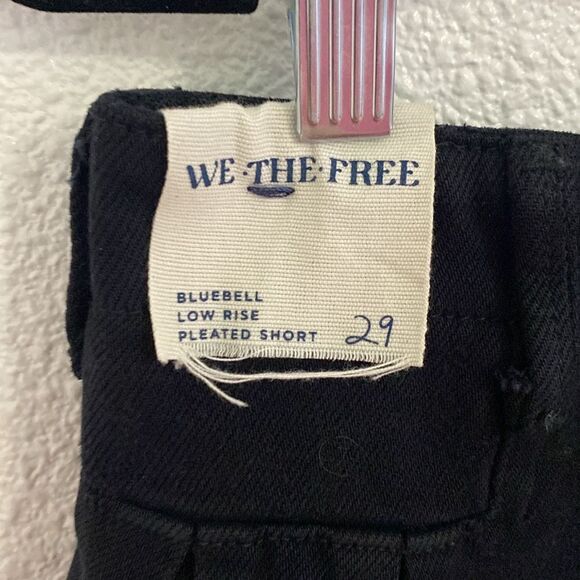 WE·THE·FREE
BLUEBELL
LOW RISE
PLEATED SHORT 29